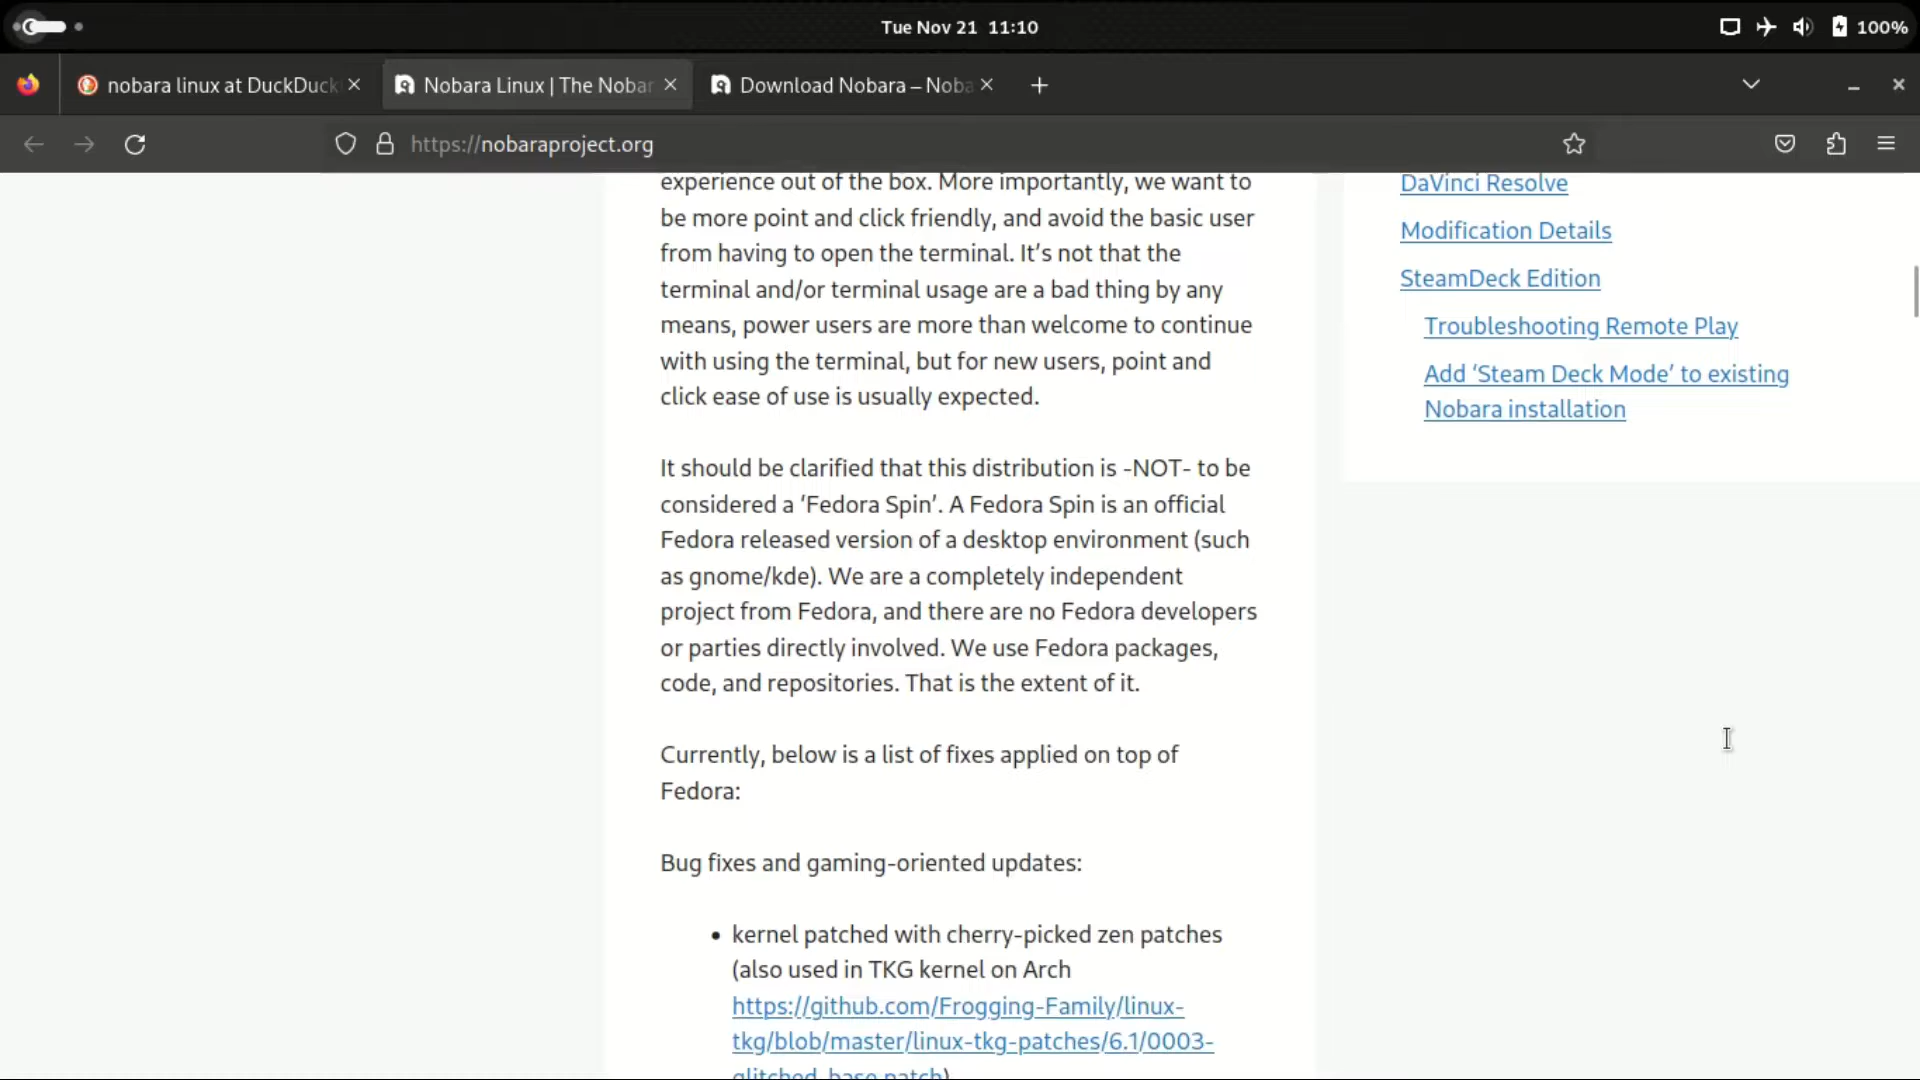 Tue Nov 21 11:10
100%
nobara linux at DuckDuck
Nobara Linux | The Nobar
Download Nobara – Noba
https://nobaraproject.org
experience out of the box. More importantly, we want to
be more point and click friendly, and avoid the basic user
from having to open the terminal. It’s not that the
terminal and/or terminal usage are a bad thing by any
means, power users are more than welcome to continue
with using the terminal, but for new users, point and
click ease of use is usually expected.
It should be clarified that this distribution is -NOT- to be
considered a ‘Fedora Spin’. A Fedora Spin is an official
Fedora released version of a desktop environment (such
as gnome/kde). We are a completely independent
project from Fedora, and there are no Fedora developers
or parties directly involved. We use Fedora packages,
code, and repositories. That is the extent of it.
Currently, below is a list of fixes applied on top of
Fedora:
Bug fixes and gaming-oriented updates:
• kernel patched with cherry-picked zen patches
(also used in TKG kernel on Arch
https://github.com/Frogging-Family/linux-
tkg/blob/master/linux-tkg-patches/6.1/0003-
glitched-base.patch)
DaVinci Resolve
Modification Details
SteamDeck Edition
Troubleshooting Remote Play
Add ‘Steam Deck Mode’ to existing
Nobara installation